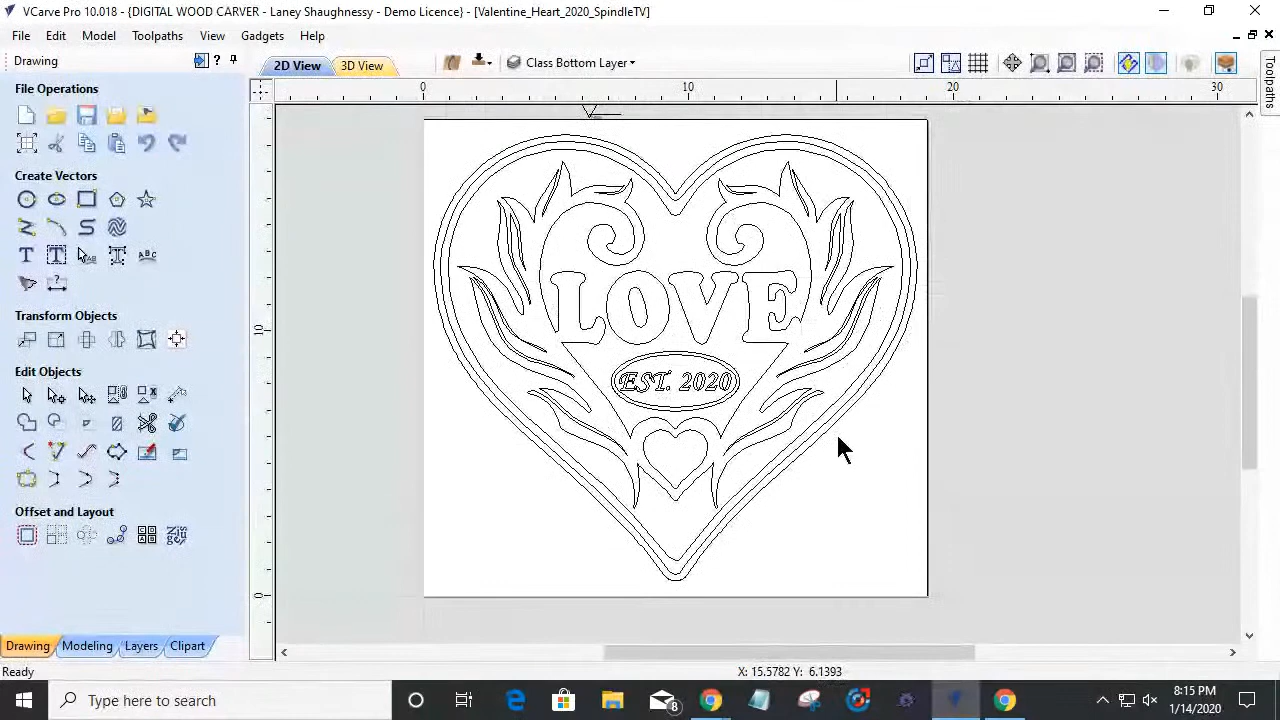 VCarve Pro 10.018 - {DIGITAL WOOD CARVER - Laney Shaughnessy - Demo Licence} - [Valentine_Heart_2020_SpindleTV]
File Edit Model Toolpaths View Gadgets Help
Drawing
2D View 3D View Class Bottom Layer
Toolpaths
File Operations
0 10 20 30
Create Vectors
Transform Objects
10
LOVE
EST. 2020
Edit Objects
Offset and Layout
0
Drawing Modeling Layers Clipart
Ready X: 15.5782 Y: 6.1393
Type here to search
8
8:15 PM
1/14/2020